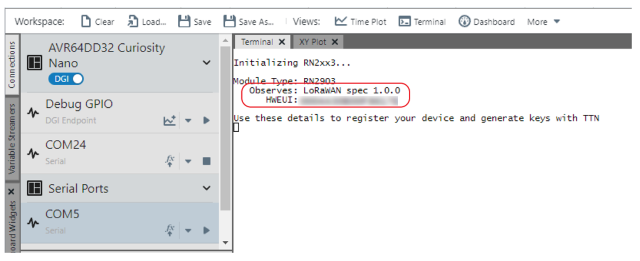 Workspace: Clear Load... Save Save As.. Views: Time Plot Terminal Dashboard More
Connections
Variable Streamers
oard Widgets
AVR64DD32 Curiosity
Nano
DGI
Debug GPIO
DGI Endpoint
COM24
Serial
Serial Ports
COM5
Serial
Terminal X XY Plot X
Initializing RN2xx3...
Module Type: RN2903
Observes: LoRaWAN spec 1.0.0
HWEUI:
Use these details to register your device and generate keys with TTN